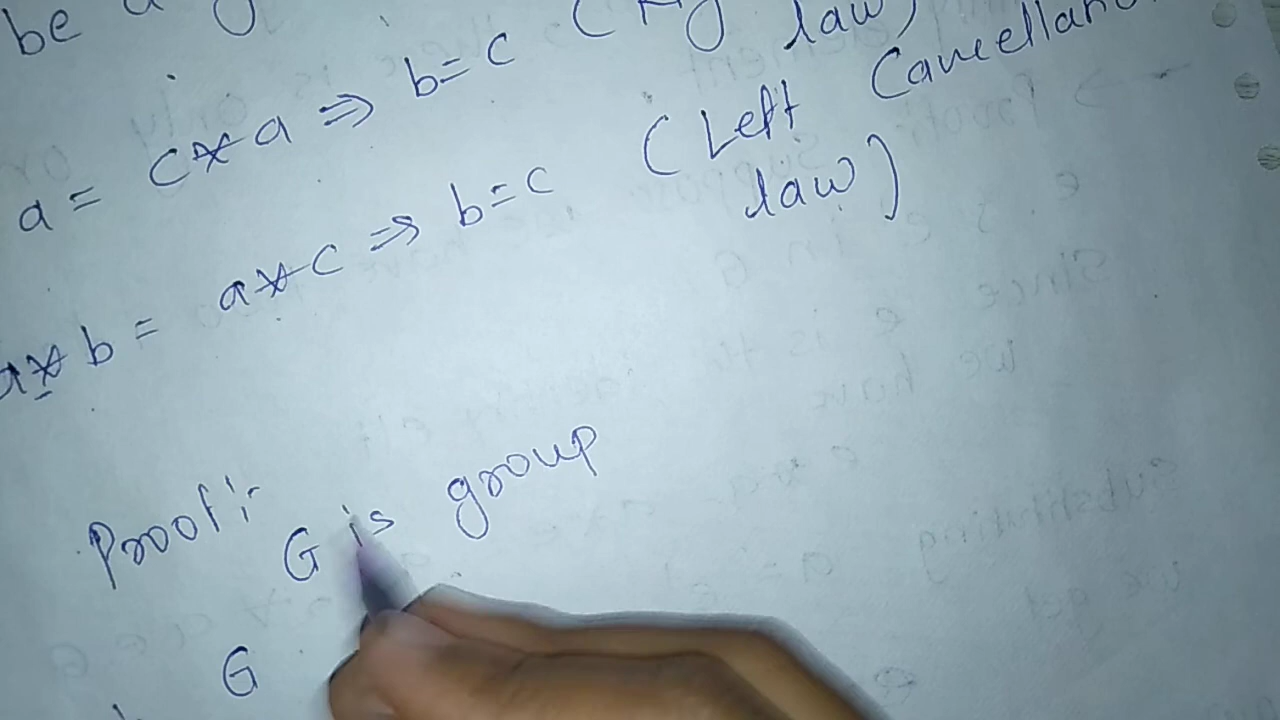 be a
law)
a = c * a ⇒ b = c
(Left Cancellation
law)
a * b = a * c ⇒ b = c
Proof:-
G is group
G